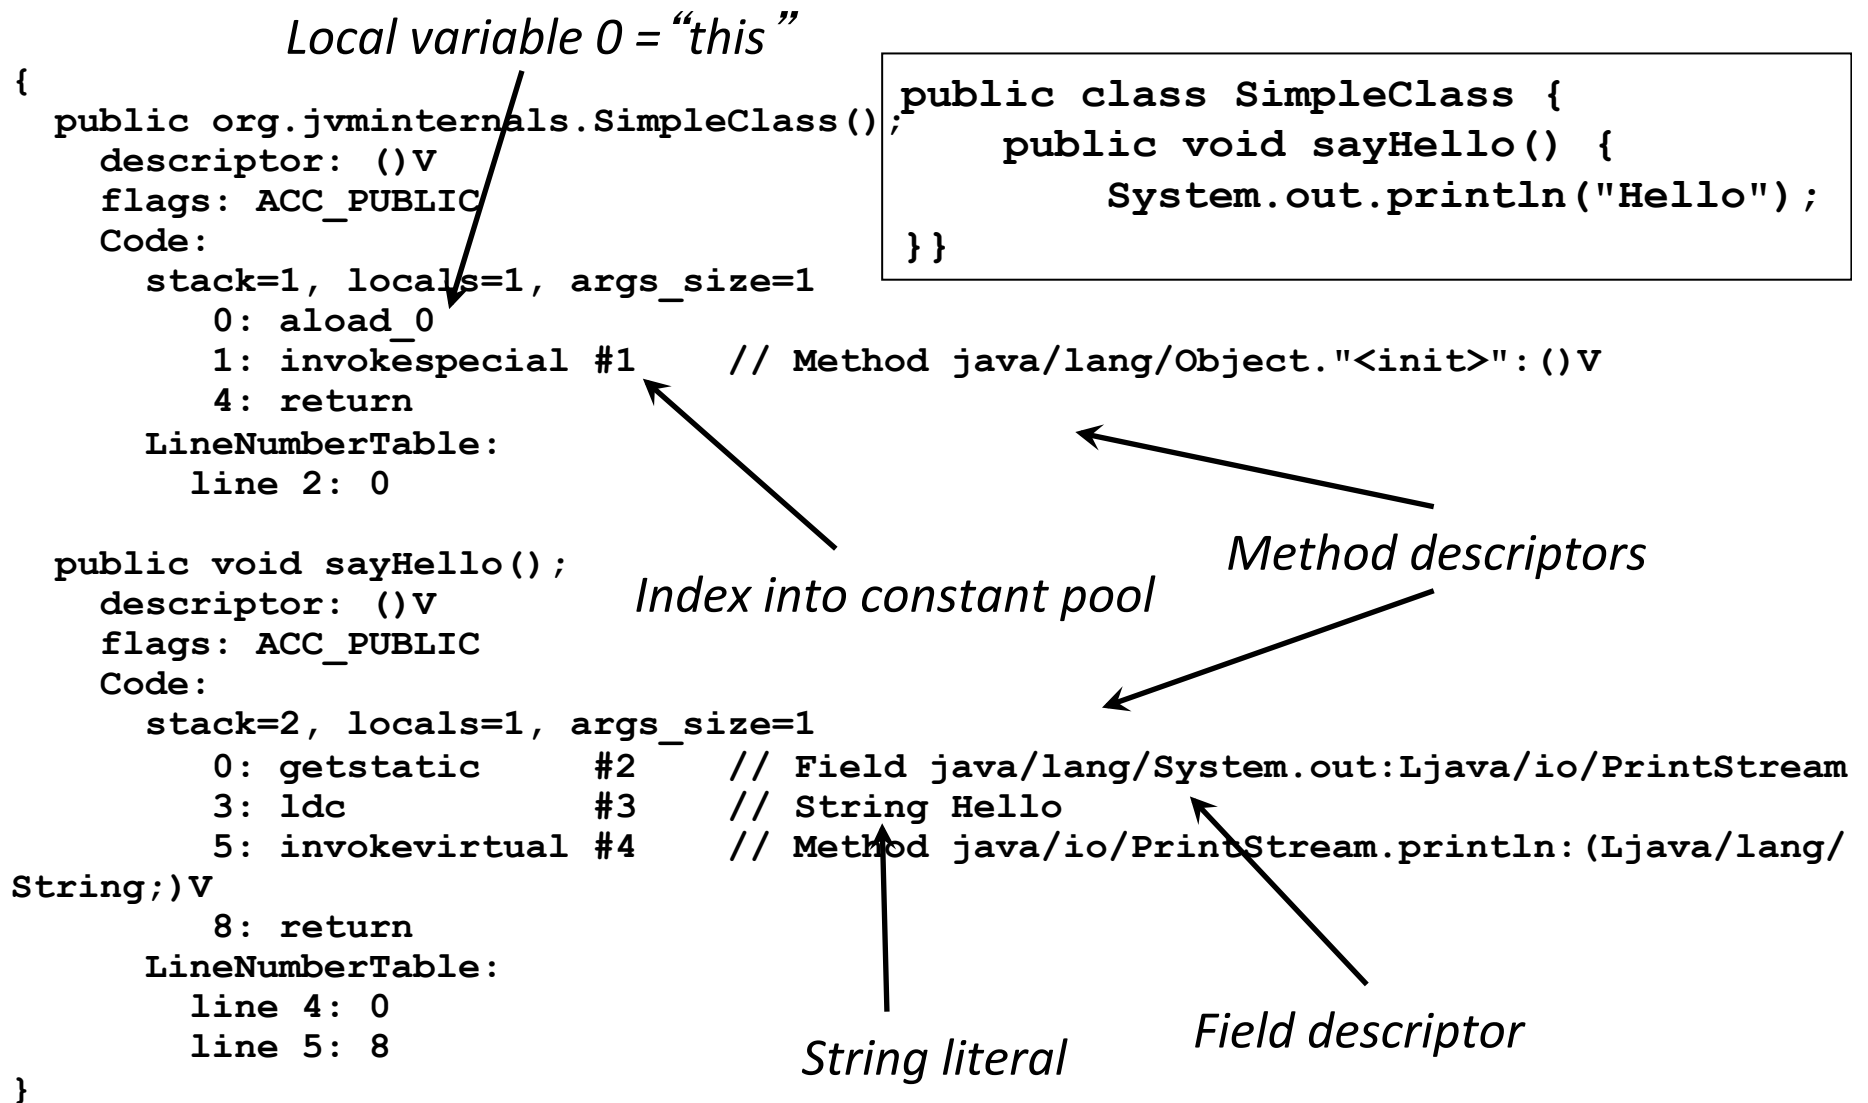 Local variable 0 = “this”
{
public org.jvminternals.SimpleClass();
descriptor: ()V
flags: ACC_PUBLIC
Code:
stack=1, locals=1, args_size=1
0: aload_0
1: invokespecial #1 // Method java/lang/Object."<init>":()V
4: return
LineNumberTable:
line 2: 0
public class SimpleClass {
public void sayHello() {
System.out.println("Hello");
}}
Method descriptors
Index into constant pool
public void sayHello();
descriptor: ()V
flags: ACC_PUBLIC
Code:
stack=2, locals=1, args_size=1
0: getstatic #2 // Field java/lang/System.out:Ljava/io/PrintStream
3: ldc #3 // String Hello
5: invokevirtual #4 // Method java/io/PrintStream.println:(Ljava/lang/
String;)V
8: return
LineNumberTable:
line 4: 0
line 5: 8
}
String literal
Field descriptor